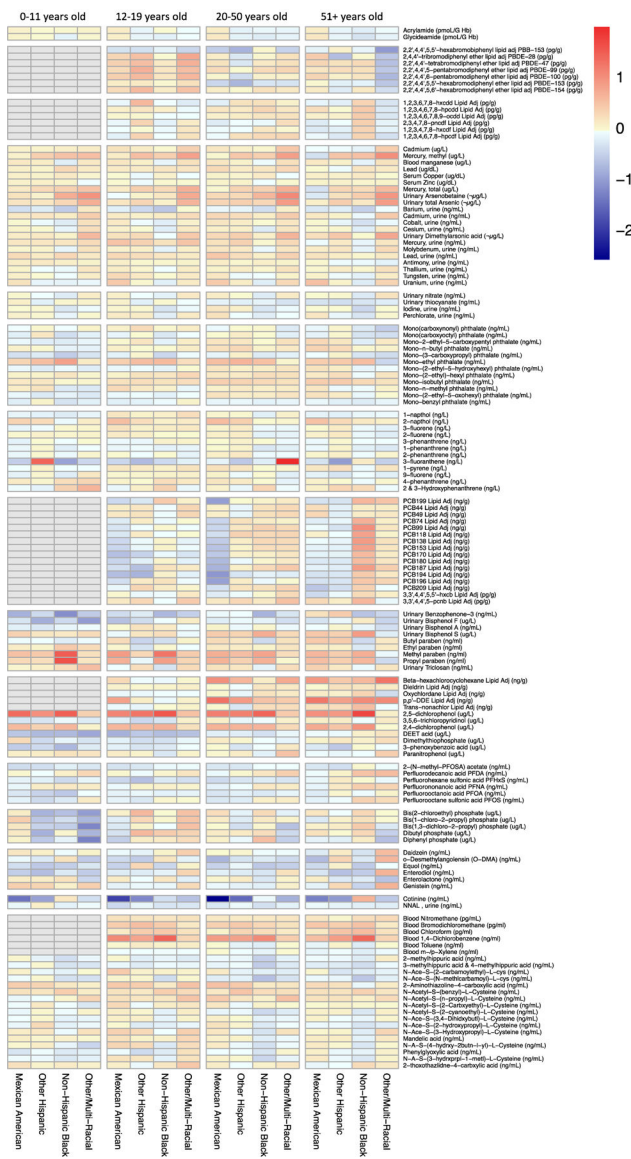 0-11 years old
12-19 years old
20-50 years old
51+ years old
Acrylamide (pmoL/G Hb)
Glycideamide (pmoL/G Hb)
2,2',4,4',5,5'-hexabromobiphenyl lipid adj PBB-153 (pg/g)
2,4,4'-tribromodiphenyl ether lipid adj PBDE-28 (pg/g)
2,2',4,4'-tetrabromodiphenyl ether lipid adj PBDE-47 (pg/g)
2,2',4,4',5-pentabromodiphenyl ether lipid adj PBDE-99 (pg/g)
2,2',4,4',6-pentabromodiphenyl ether lipid adj PBDE-100 (pg/g)
2,2',4,4',5,5'-hexabromodiphenyl ether lipid adj PBDE-153 (pg/g)
2,2',4,4',5,6'-hexabromodiphenyl ether lipid adj PBDE-154 (pg/g)
1,2,3,6,7,8-hxcdd Lipid Adj (pg/g)
1,2,3,4,6,7,8-hpcdd Lipid Adj (pg/g)
1,2,3,4,6,7,8,9-ocdd Lipid Adj (pg/g)
2,3,4,7,8-pncdf Lipid Adj (pg/g)
1,2,3,4,7,8-hxcdf Lipid Adj (pg/g)
1,2,3,4,6,7,8-hpcdf Lipid Adj (pg/g)
Cadmium (ug/L)
Mercury, methyl (ug/L)
Blood manganese (ug/L)
Lead (ug/dL)
Serum Copper (ug/dL)
Serum Zinc (ug/dL)
Mercury, total (ug/L)
Urinary Arsenobetaine (~µg/L)
Urinary total Arsenic (~µg/L)
Barium, urine (ng/mL)
Cadmium, urine (ng/mL)
Cobalt, urine (ng/mL)
Cesium, urine (ng/mL)
Urinary Dimethylarsonic acid (~µg/L)
Mercury, urine (ng/mL)
Molybdenum, urine (ng/mL)
Lead, urine (ng/mL)
Antimony, urine (ng/mL)
Thallium, urine (ng/mL)
Tungsten, urine (ng/mL)
Uranium, urine (ng/mL)
Urinary nitrate (ng/mL)
Urinary thiocyanate (ng/mL)
Iodine, urine (ng/mL)
Perchlorate, urine (ng/mL)
Mono(carboxynonyl) phthalate (ng/mL)
Mono(carboxyoctyl) phthalate (ng/mL)
Mono-2-ethyl-5-carboxypentyl phthalate (ng/mL)
Mono-n-butyl phthalate (ng/mL)
Mono-(3-carboxypropyl) phthalate (ng/mL)
Mono-ethyl phthalate (ng/mL)
Mono-(2-ethyl-5-hydroxyhexyl) phthalate (ng/mL)
Mono-(2-ethyl)-hexyl phthalate (ng/mL)
Mono-isobutyl phthalate (ng/mL)
Mono-n-methyl phthalate (ng/mL)
Mono-(2-ethyl-5-oxohexyl) phthalate (ng/mL)
Mono-benzyl phthalate (ng/mL)
1-napthol (ng/L)
2-napthol (ng/L)
3-fluorene (ng/L)
2-fluorene (ng/L)
3-phenanthrene (ng/L)
1-phenanthrene (ng/L)
2-phenanthrene (ng/L)
3-fluoranthene (ng/L)
1-pyrene (ng/L)
9-fluorene (ng/L)
4-phenanthrene (ng/L)
2 & 3-Hydroxyphenanthrene (ng/L)
PCB199 Lipid Adj (ng/g)
PCB44 Lipid Adj (ng/g)
PCB49 Lipid Adj (ng/g)
PCB74 Lipid Adj (ng/g)
PCB99 Lipid Adj (ng/g)
PCB118 Lipid Adj (ng/g)
PCB138 Lipid Adj (ng/g)
PCB153 Lipid Adj (ng/g)
PCB170 Lipid Adj (ng/g)
PCB180 Lipid Adj (ng/g)
PCB187 Lipid Adj (ng/g)
PCB194 Lipid Adj (ng/g)
PCB196 Lipid Adj (ng/g)
PCB209 Lipid Adj (ng/g)
3,3',4,4',5,5'-hxcb Lipid Adj (pg/g)
3,3',4,4',5-pcnb Lipid Adj (pg/g)
Urinary Benzophenone-3 (ng/mL)
Urinary Bisphenol F (ug/L)
Urinary Bisphenol A (ng/mL)
Urinary Bisphenol S (ug/L)
Butyl paraben (ng/ml)
Ethyl paraben (ng/ml)
Methyl paraben (ng/ml)
Propyl paraben (ng/ml)
Urinary Triclosan (ng/mL)
Beta-hexachlorocyclohexane Lipid Adj (ng/g)
Dieldrin Lipid Adj (ng/g)
Oxychlordane Lipid Adj (ng/g)
p,p'-DDE Lipid Adj (ng/g)
Trans-nonachlor Lipid Adj (ng/g)
2,5-dichlorophenol (ug/L)
3,5,6-trichloropyridinol (ug/L)
2,4-dichlorophenol (ug/L)
DEET acid (ug/L)
Dimethylthiophosphate (ug/L)
3-phenoxybenzoic acid (ug/L)
Paranitrophenol (ug/L)
2-(N-methyl-PFOSA) acetate (ng/mL)
Perfluorodecanoic acid PFDA (ng/mL)
Perfluorohexane sulfonic acid PFHxS (ng/mL)
Perfluorononanoic acid PFNA (ng/mL)
Perfluorooctanoic acid PFOA (ng/mL)
Perfluorooctane sulfonic acid PFOS (ng/mL)
Bis(2-chloroethyl) phosphate (ug/L)
Bis(1-chloro-2-propyl) phosphate (ug/L)
Bis(1,3-dichloro-2-propyl) phosphate (ug/L)
Dibutyl phosphate (ug/L)
Diphenyl phosphate (ug/L)
Daidzein (ng/mL)
o-Desmethylangolensin (O-DMA) (ng/mL)
Equol (ng/mL)
Enterodiol (ng/mL)
Enterolactone (ng/mL)
Genistein (ng/mL)
Cotinine (ng/mL)
NNAL , urine (ng/mL)
Blood Nitromethane (pg/mL)
Blood Bromodichloromethane (pg/ml)
Blood Chloroform (pg/ml)
Blood 1,4-Dichlorobenzene (ng/ml)
Blood Toluene (ng/ml)
Blood m-/p-Xylene (ng/ml)
2-methylhippuric acid (ng/mL)
3-methylhippuric acid & 4-methylhippuric acid (ng/mL)
N-Ace-S-(2-carbamoylethyl)-L-cys (ng/mL)
N-Ace-S-(N-methlcarbamoyl)-L-cys (ng/mL)
2-Aminothiazoline-4-carboxylic acid (ng/mL)
N-Acetyl-S-(benzyl)-L-Cysteine (ng/mL)
N-Acetyl-S-(n-propyl)-L-Cysteine (ng/mL)
N-Acetyl-S-(2-Carbxyethyl)-L-Cysteine (ng/mL)
N-Acetyl-S-(2-cyanoethyl)-L-Cysteine (ng/mL)
N-Ace-S-(3,4-Dihidxybutl)-L-Cysteine (ng/mL)
N-Ace-S-(2-hydroxypropyl)-L-Cysteine (ng/mL)
N-Ace-S-(3-Hydroxypropyl)-L-Cysteine (ng/mL)
Mandelic acid (ng/mL)
N-A-S-(4-hydrxy-2butn-l-yl)-L-Cysteine (ng/mL)
Phenylglyoxylic acid (ng/mL)
N-A-S-(3-hydrxprpl-1-metl)-L-Cysteine (ng/mL)
2-thoxothazlidne-4-carbxylic acid (ng/mL)
1
0
−1
−2
Mexican American
Other Hispanic
Non-Hispanic Black
Other/Multi-Racial
Mexican American
Other Hispanic
Non-Hispanic Black
Other/Multi-Racial
Mexican American
Other Hispanic
Non-Hispanic Black
Other/Multi-Racial
Mexican American
Other Hispanic
Non-Hispanic Black
Other/Multi-Racial